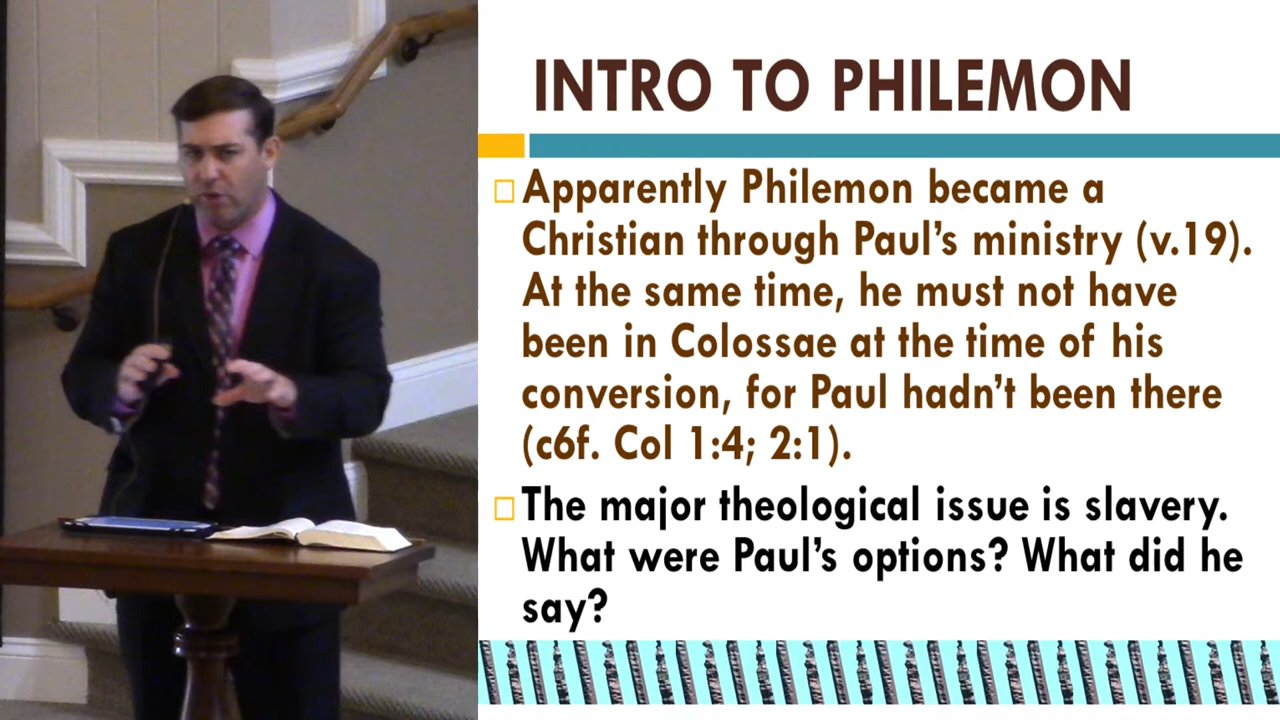 INTRO TO PHILEMON
Apparently Philemon became a
Christian through Paul's ministry (v.19).
At the same time, he must not have
been in Colossae at the time of his
conversion, for Paul hadn't been there
(c6f. Col 1:4; 2:1).
The major theological issue is slavery.
What were Paul's options? What did he
say?